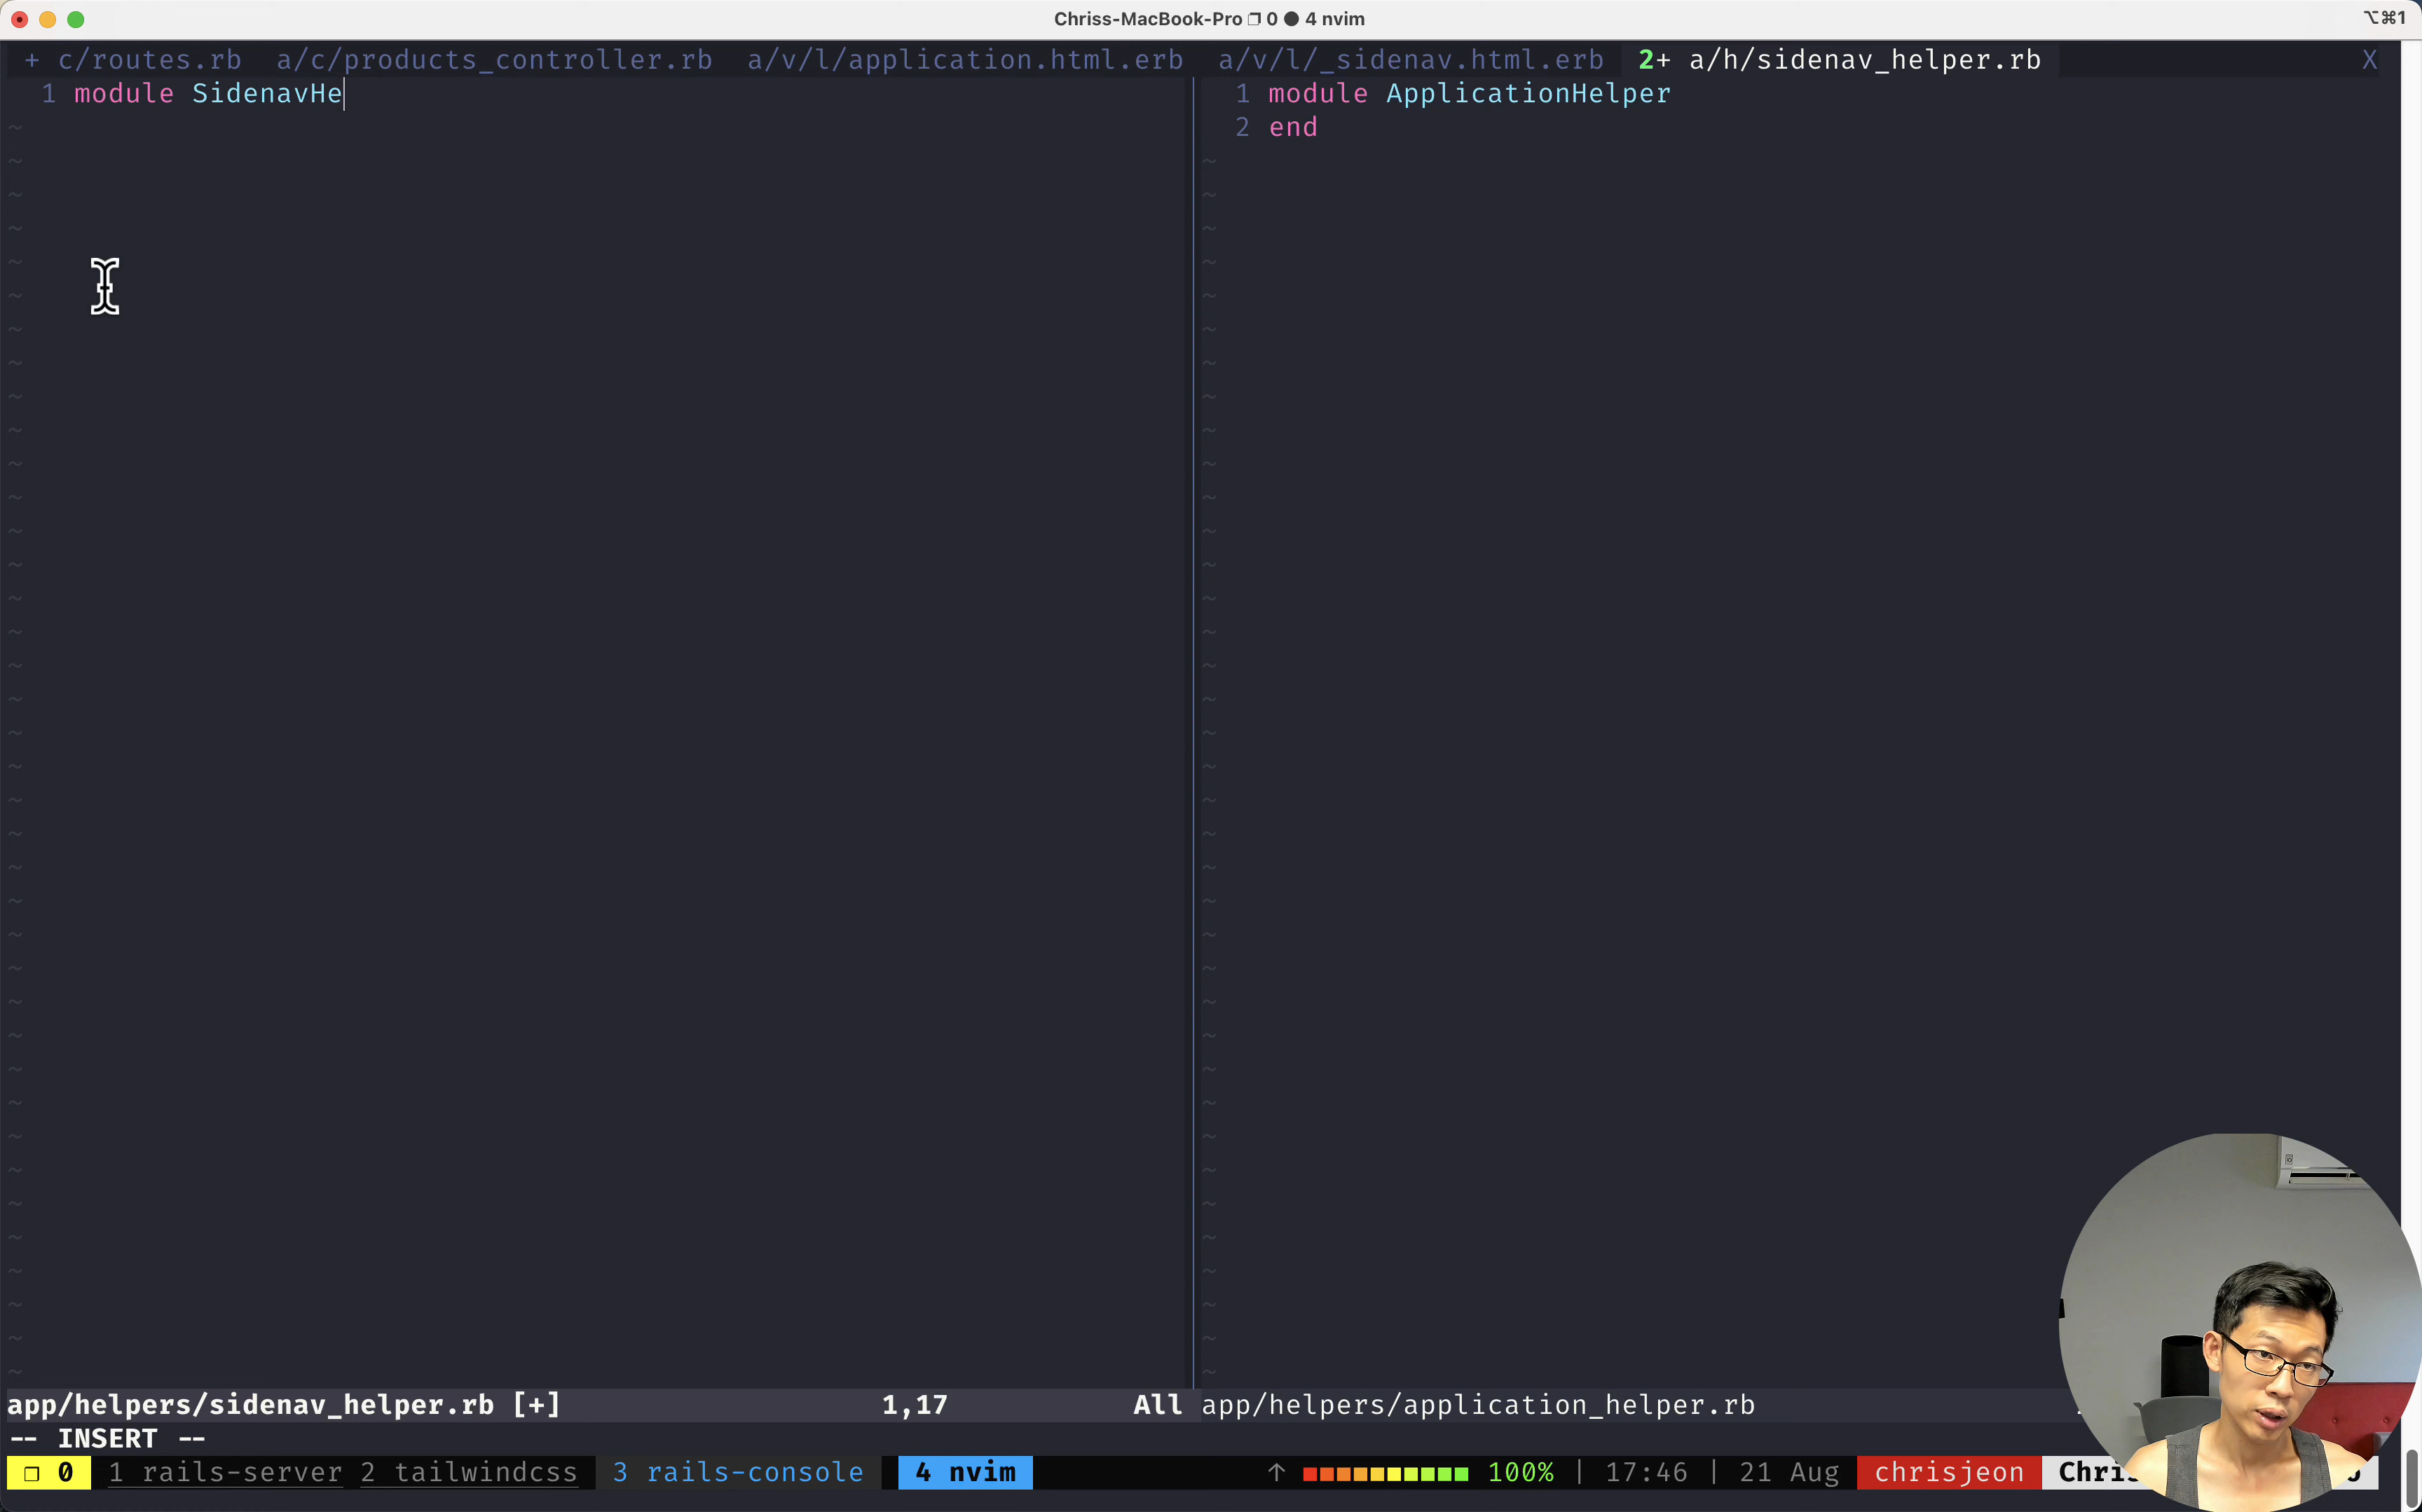 Chriss-MacBook-Pro ❐ 0 ● 4 nvim ⌥⌘1
+ c/routes.rb a/c/products_controller.rb a/v/l/application.html.erb a/v/l/_sidenav.html.erb 2+ a/h/sidenav_helper.rb X
1 module SidenavHe
1 module ApplicationHelper
2 end
app/helpers/sidenav_helper.rb [+] 1,17 All
app/helpers/application_helper.rb
-- INSERT --
❐ 0 1 rails-server 2 tailwindcss 3 rails-console 4 nvim ↑ 100% | 17:46 | 21 Aug chrisjeon